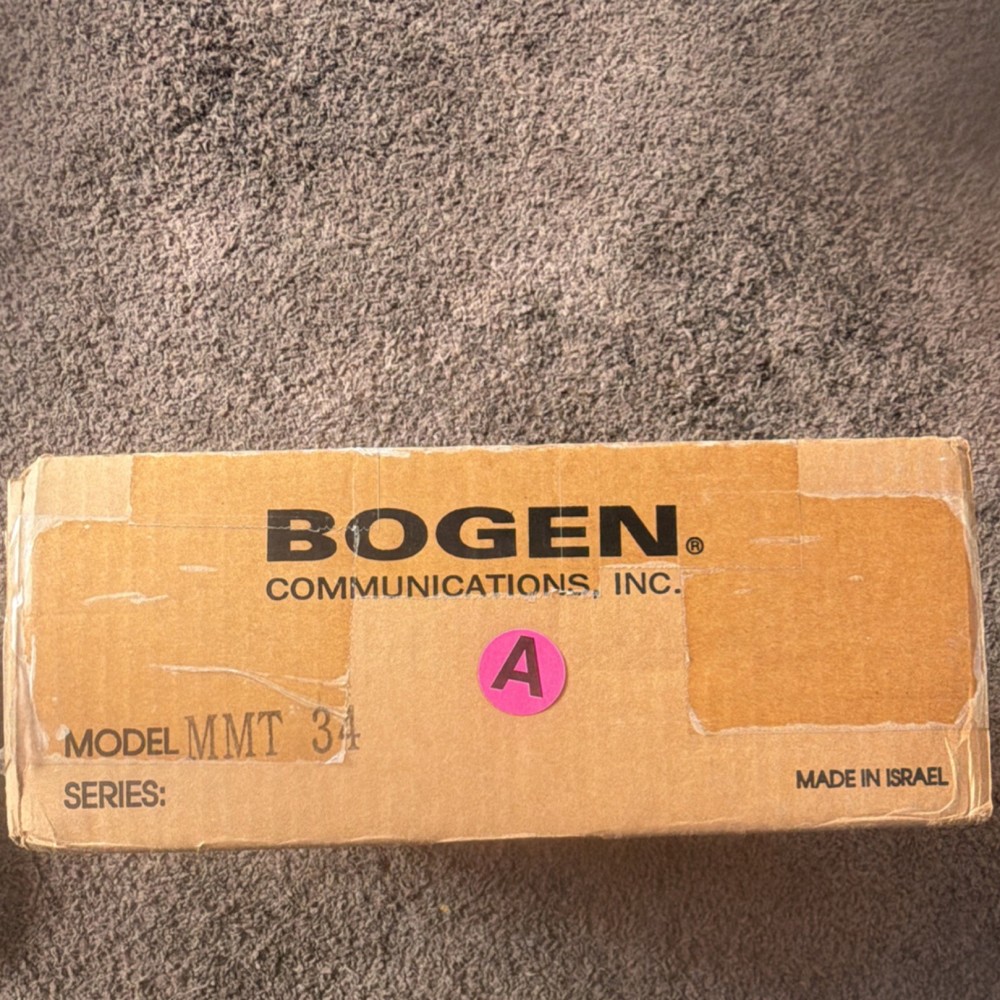 BOGEN®
COMMUNICATIONS, INC.
A
MODEL MMT 34
SERIES:
MADE IN ISRAEL